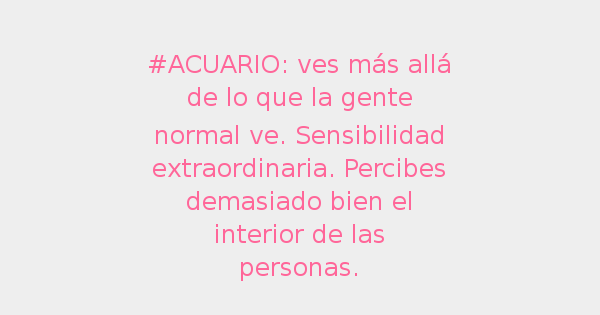 #ACUARIO: ves más allá
de lo que la gente
normal ve. Sensibilidad
extraordinaria. Percibes
demasiado bien el
interior de las
personas.